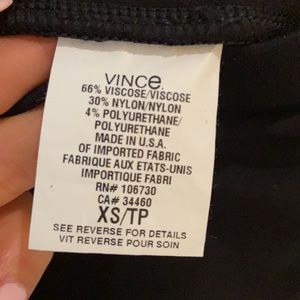 VINCE.
66% VISCOSE/VISCOSE
30% NYLON/NYLON
4% POLYURETHANE/
POLYURETHANE
MADE IN U.S.A.
OF IMPORTED FABRIC
FABRIQUE AUX ETATS-UNIS
IMPORTIQUE FABRI
RN# 106730
CA# 34460
XS/TP
SEE REVERSE FOR DETAILS
VIT REVERSE POUR SOIN